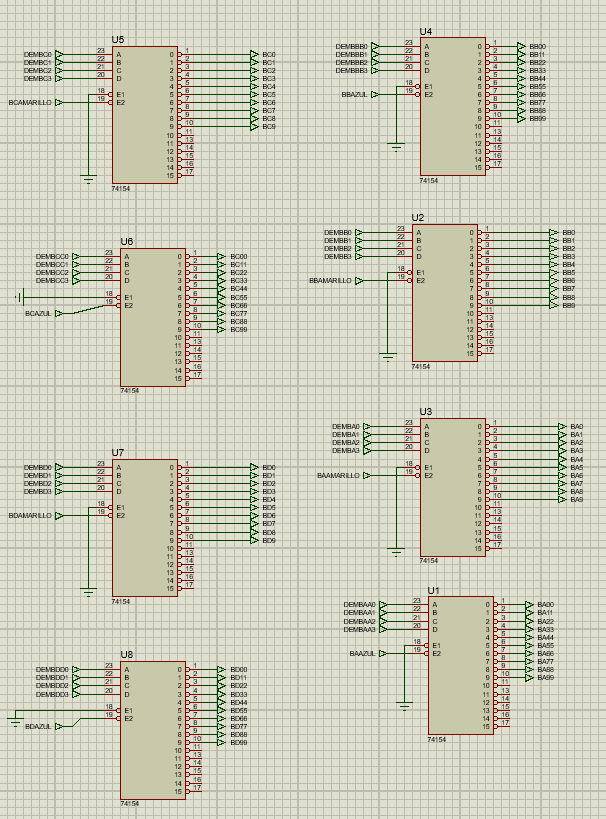 U5
DEMBC0 23 A 0 1 BC0
DEMBC1 22 B 1 2 BC1
DEMBC2 21 C 2 3 BC2
DEMBC3 20 D 3 4 BC3
4 5 BC4
18 E1 5 6 BC5
BCAMARILLO 19 E2 6 7 BC6
7 8 BC7
8 9 BC8
9 10 BC9
10 11
11 13
12 14
13 15
14 16
15 17
74154
U4
DEMBBB0 23 A 0 1 BB00
DEMBBB1 22 B 1 2 BB11
DEMBBB2 21 C 2 3 BB22
DEMBBB3 20 D 3 4 BB33
4 5 BB44
18 E1 5 6 BB55
BBAZUL 19 E2 6 7 BB66
7 8 BB77
8 9 BB88
9 10 BB99
10 11
11 13
12 14
13 15
14 16
15 17
74154
U6
DEMBCC0 23 A 0 1 BC00
DEMBCC1 22 B 1 2 BC11
DEMBCC2 21 C 2 3 BC22
DEMBCC3 20 D 3 4 BC33
4 5 BC44
18 E1 5 6 BC55
BCAZUL 19 E2 6 7 BC66
7 8 BC77
8 9 BC88
9 10 BC99
10 11
11 13
12 14
13 15
14 16
15 17
74154
U2
DEMBB0 23 A 0 1 BB0
DEMBB1 22 B 1 2 BB1
DEMBB2 21 C 2 3 BB2
DEMBB3 20 D 3 4 BB3
4 5 BB4
18 E1 5 6 BB5
BBAMARILLO 19 E2 6 7 BB6
7 8 BB7
8 9 BB8
9 10 BB9
10 11
11 13
12 14
13 15
14 16
15 17
74154
U3
DEMBA0 23 A 0 1 BA0
DEMBA1 22 B 1 2 BA1
DEMBA2 21 C 2 3 BA2
DEMBA3 20 D 3 4 BA3
4 5 BA4
18 E1 5 6 BA5
BAAMARILLO 19 E2 6 7 BA6
7 8 BA7
8 9 BA8
9 10 BA9
10 11
11 13
12 14
13 15
14 16
15 17
74154
U7
DEMBD0 23 A 0 1 BD0
DEMBD1 22 B 1 2 BD1
DEMBD2 21 C 2 3 BD2
DEMBD3 20 D 3 4 BD3
4 5 BD4
18 E1 5 6 BD5
BDAMARILLO 19 E2 6 7 BD6
7 8 BD7
8 9 BD8
9 10 BD9
10 11
11 13
12 14
13 15
14 16
15 17
74154
U1
DEMBAA0 23 A 0 1 BA00
DEMBAA1 22 B 1 2 BA11
DEMBAA2 21 C 2 3 BA22
DEMBAA3 20 D 3 4 BA33
4 5 BA44
18 E1 5 6 BA55
BAAZUL 19 E2 6 7 BA66
7 8 BA77
8 9 BA88
9 10 BA99
10 11
11 13
12 14
13 15
14 16
15 17
74154
U8
DEMBDD0 23 A 0 1 BD00
DEMBDD1 22 B 1 2 BD11
DEMBDD2 21 C 2 3 BD22
DEMBDD3 20 D 3 4 BD33
4 5 BD44
18 E1 5 6 BD55
BDAZUL 19 E2 6 7 BD66
7 8 BD77
8 9 BD88
9 10 BD99
10 11
11 13
12 14
13 15
14 16
15 17
74154